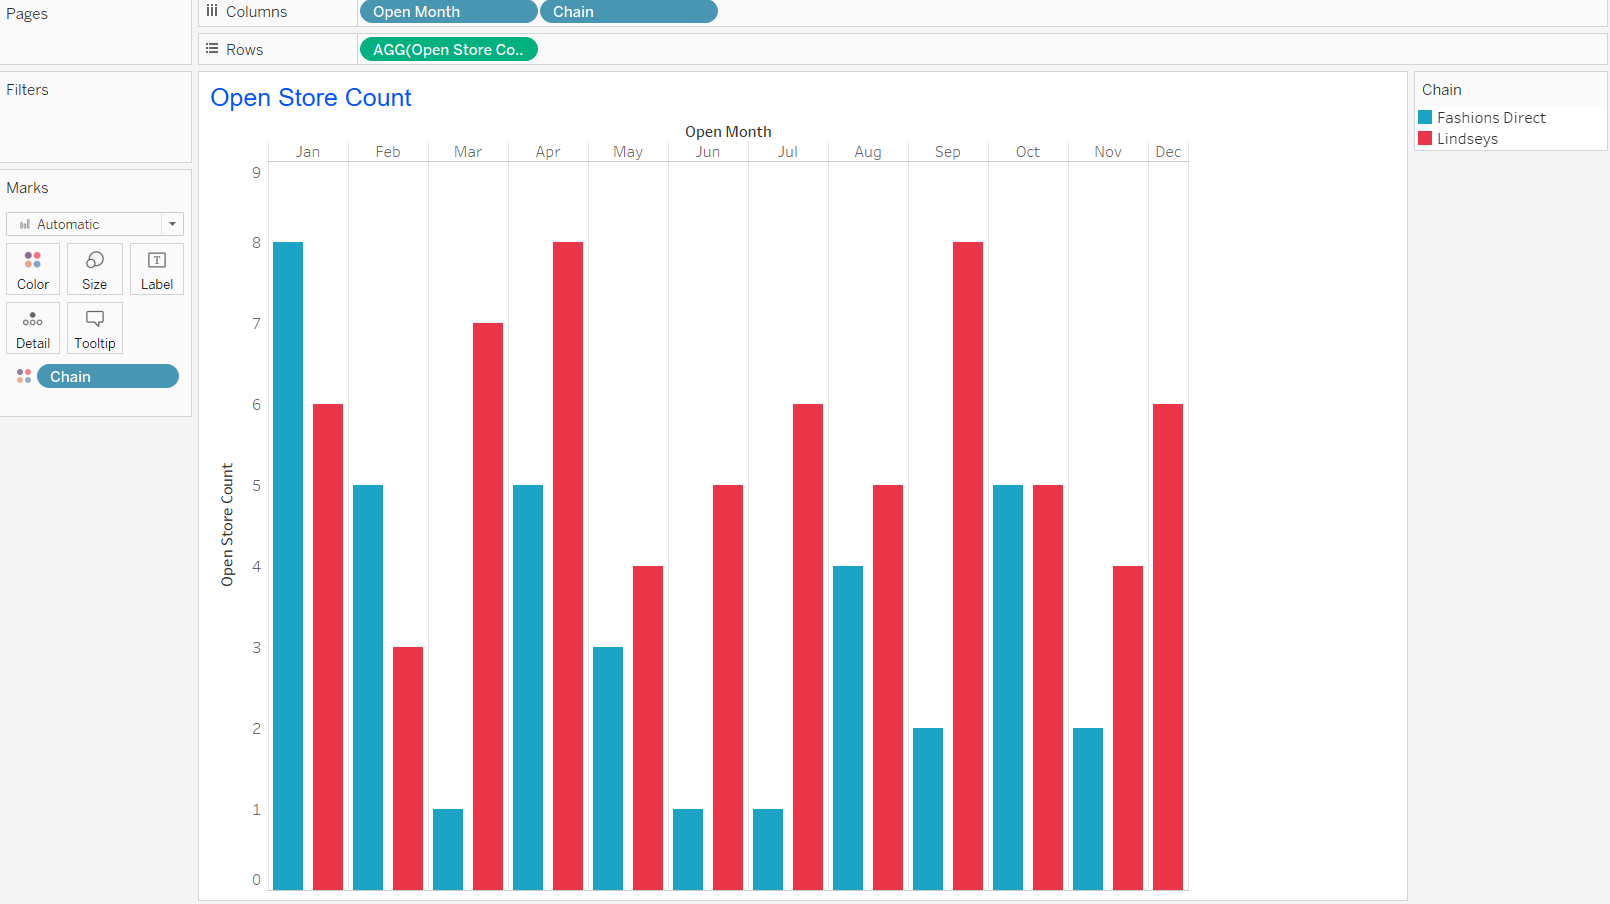 Pages
Columns
Open Month
Chain
Rows
AGG(Open Store Co..
Filters
Marks
Automatic
Color
Size
Label
Detail
Tooltip
Chain
Open Store Count
Open Month
Jan Feb Mar Apr May Jun Jul Aug Sep Oct Nov Dec
9
8
7
6
5
4
3
2
1
0
Open Store Count
Chain
Fashions Direct
Lindseys